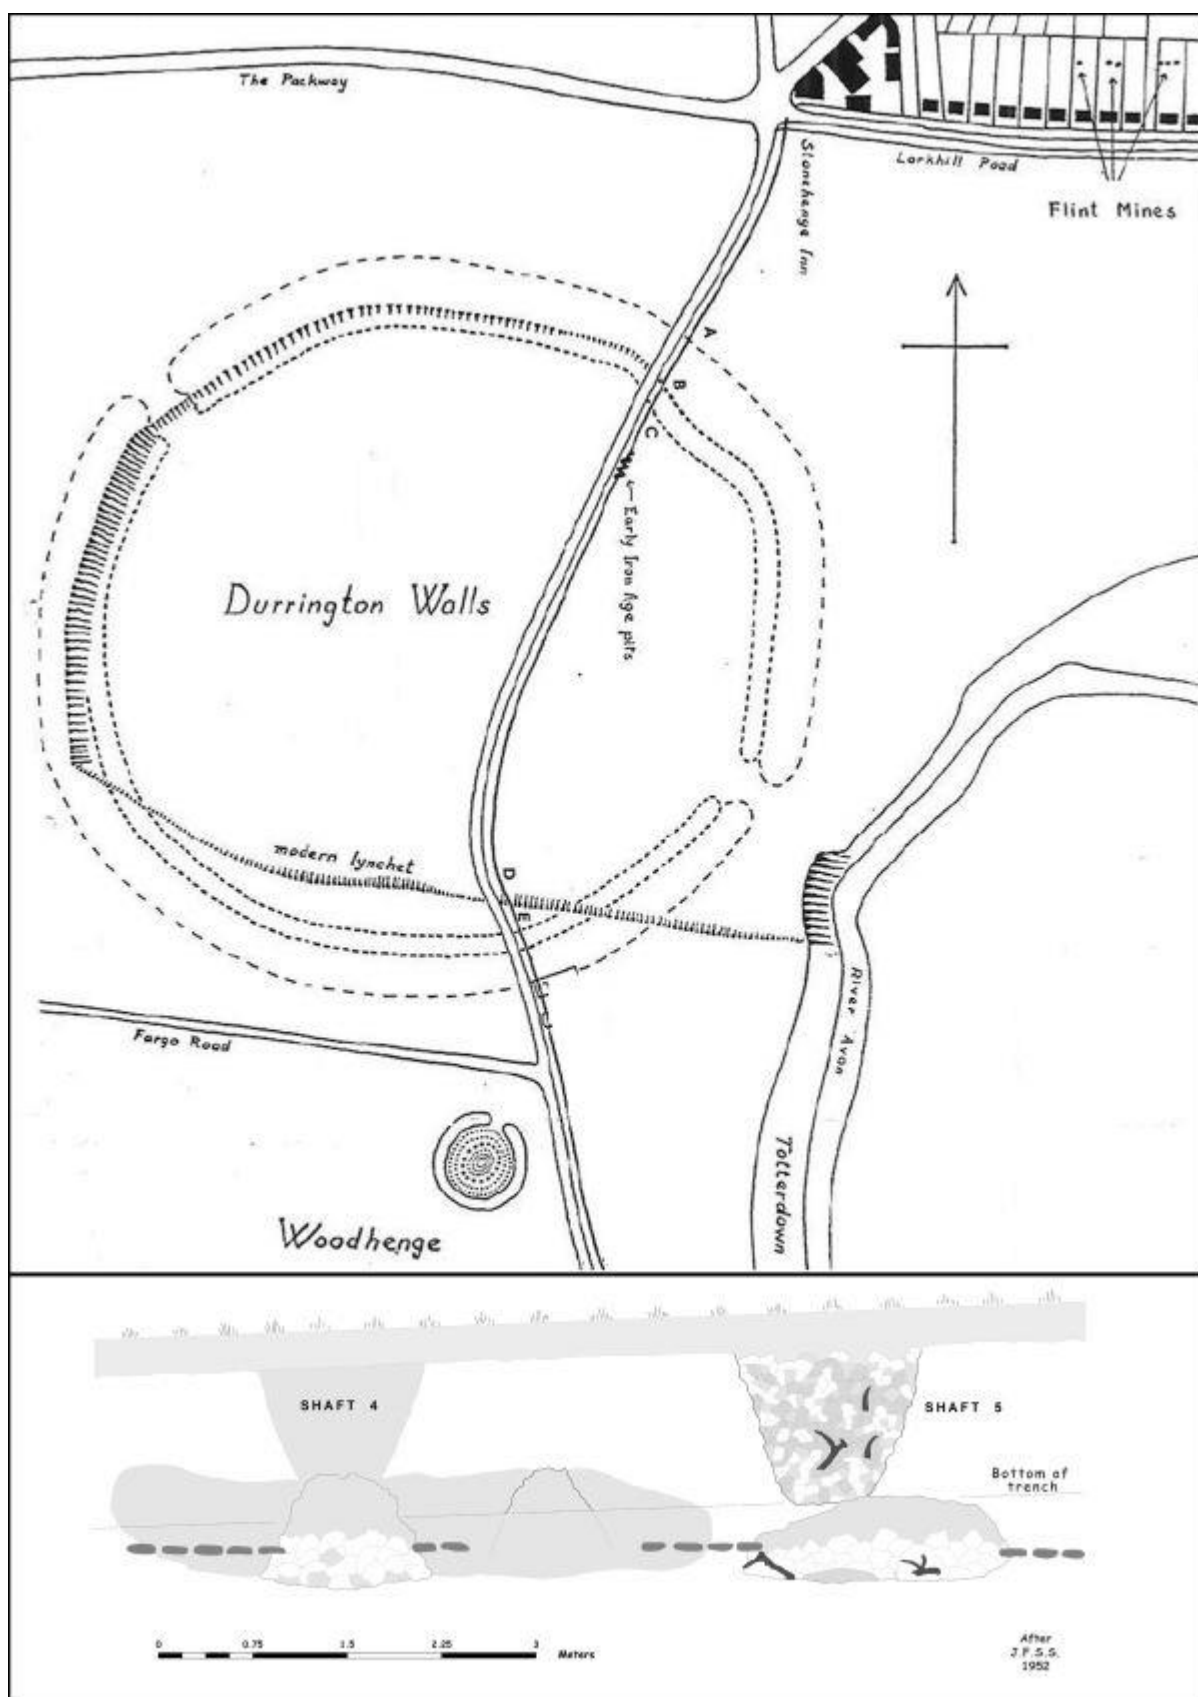 The Packway
Larkhill Road
Stonehenge Inn
Flint Mines
A
B
C
Early Iron Age pits
Durrington Walls
modern lynchet
D
E
River Avon
Fargo Road
Totterdown
Woodhenge
SHAFT 4
SHAFT 5
Bottom of
trench
0 0.75 1.5 2.25 3 Meters
After
J.F.S.S.
1952